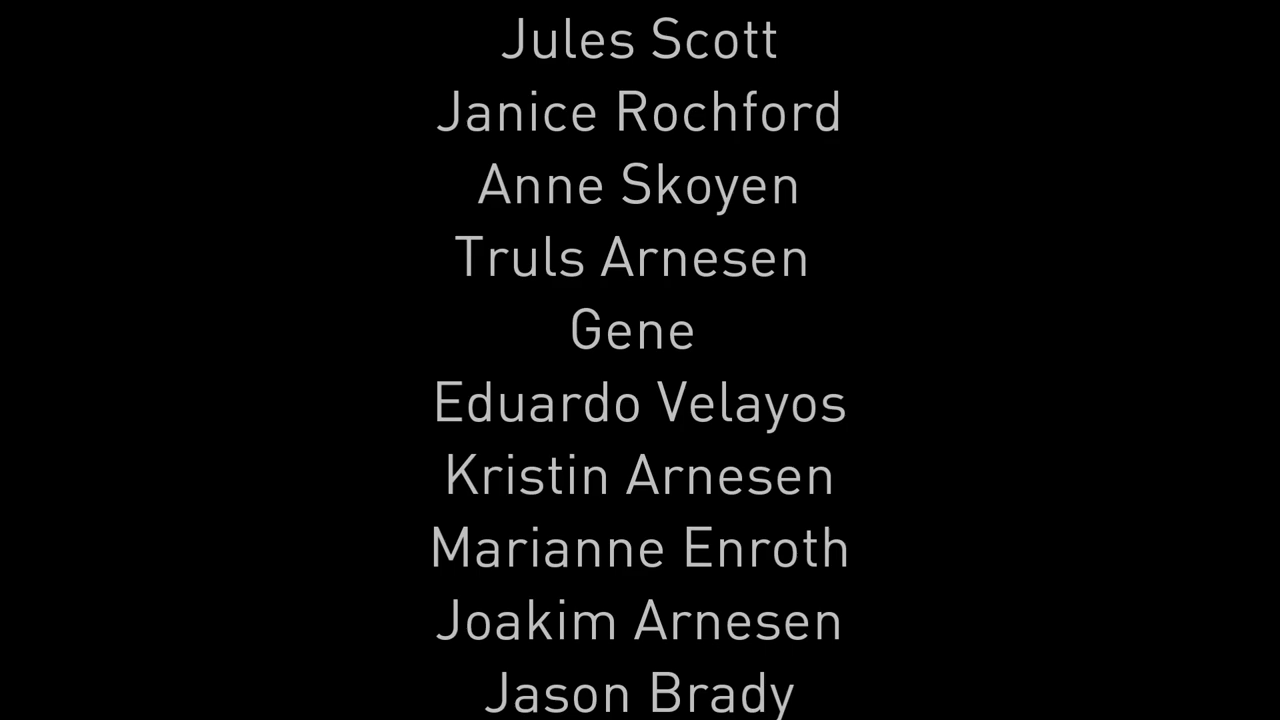 Jules Scott
Janice Rochford
Anne Skoyen
Truls Arnesen
Gene
Eduardo Velayos
Kristin Arnesen
Marianne Enroth
Joakim Arnesen
Jason Brady